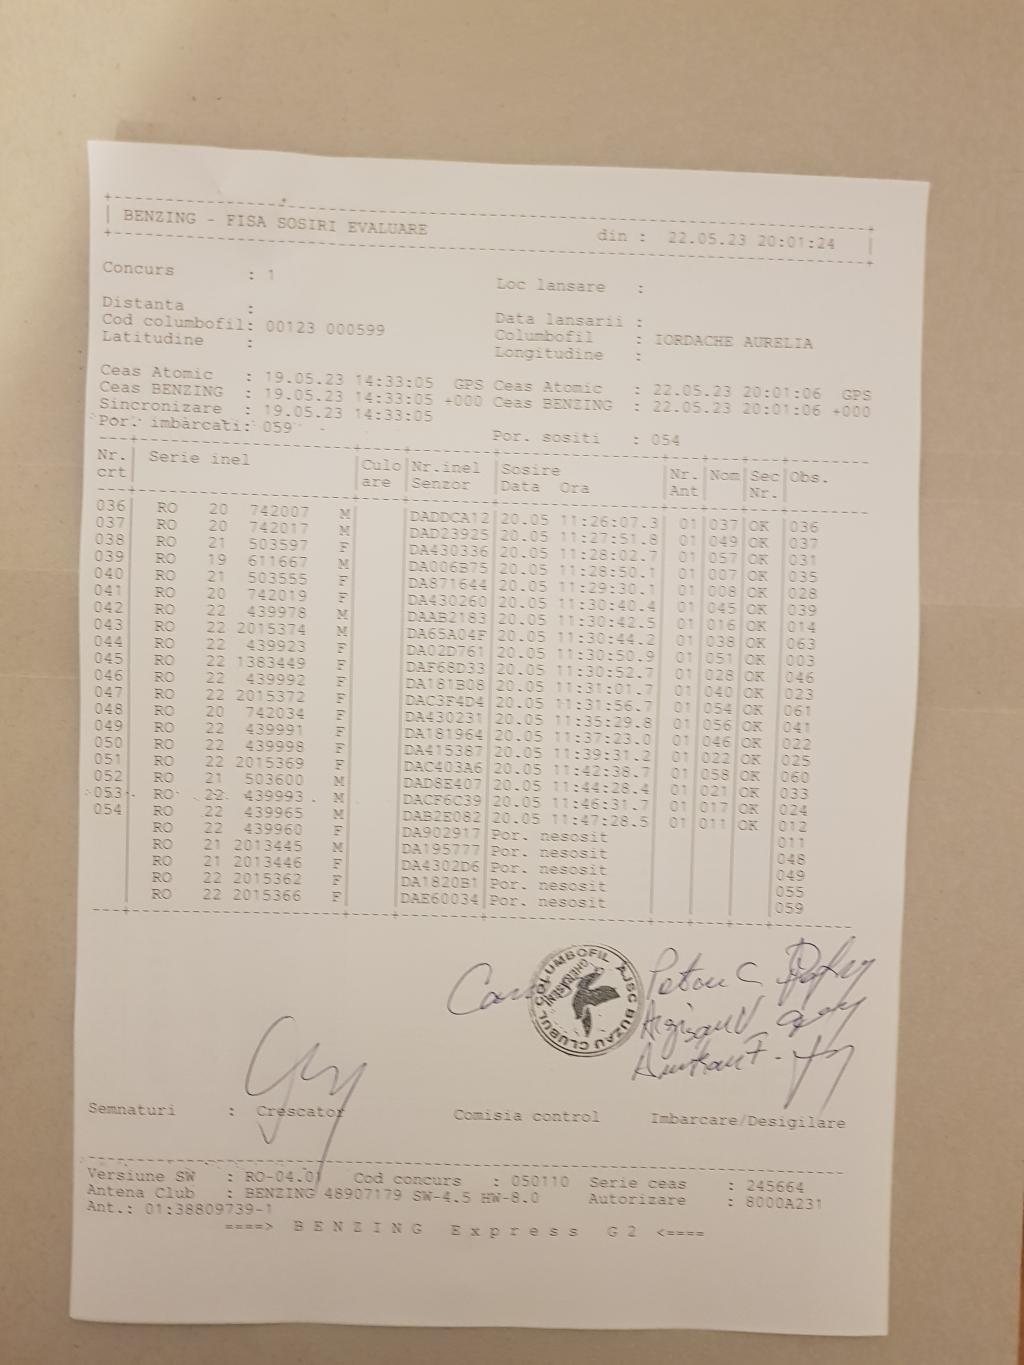 BENZING - FISA SOSIRI EVALUARE din : 22.05.23 20:01:24
Concurs : 1 Loc lansare :
Distanta : Data lansarii :
Cod columbofil: 00123 000599 Columbofil : IORDACHE AURELIA
Latitudine : Longitudine :
Ceas Atomic : 19.05.23 14:33:05 GPS Ceas Atomic : 22.05.23 20:01:06 GPS
Ceas BENZING : 19.05.23 14:33:05 +000 Ceas BENZING : 22.05.23 20:01:06 +000
Sincronizare : 19.05.23 14:33:05
Por. imbarcati: 059 Por. sositi : 054
Nr. Serie inel Culo Nr.inel Sosire Nr. Nom Sec Obs.
crt are Senzor Data Ora Ant Nr.
036 RO 20 742007 M DADDCA12 20.05 11:26:07.3 01 037 OK 036
037 RO 20 742017 M DAD23925 20.05 11:27:51.8 01 049 OK 037
038 RO 21 503597 F DA430336 20.05 11:28:02.7 01 057 OK 031
039 RO 19 611667 M DA006B75 20.05 11:28:50.1 01 007 OK 035
040 RO 21 503555 F DA871644 20.05 11:29:30.1 01 008 OK 028
041 RO 20 742019 F DA430260 20.05 11:30:40.4 01 045 OK 039
042 RO 22 439978 M DAAB2183 20.05 11:30:42.5 01 016 OK 014
043 RO 22 2015374 M DA65A04F 20.05 11:30:44.2 01 038 OK 063
044 RO 22 439923 F DA02D761 20.05 11:30:50.9 01 051 OK 003
045 RO 22 1383449 F DAF68D33 20.05 11:30:52.7 01 028 OK 046
046 RO 22 439992 F DA181B08 20.05 11:31:01.7 01 040 OK 023
047 RO 22 2015372 F DAC3F4D4 20.05 11:31:56.7 01 054 OK 061
048 RO 20 742034 F DA430231 20.05 11:35:29.8 01 056 OK 041
049 RO 22 439991 F DA181964 20.05 11:37:23.0 01 046 OK 022
050 RO 22 439998 F DA415387 20.05 11:39:31.2 01 022 OK 025
051 RO 22 2015369 F DAC403A6 20.05 11:42:38.7 01 058 OK 060
052 RO 21 503600 M DAD8E407 20.05 11:44:28.4 01 021 OK 033
053 RO 22 439993 M DACF6C39 20.05 11:46:31.7 01 017 OK 024
054 RO 22 439965 M DAB2E082 20.05 11:47:28.5 01 011 OK 012
RO 22 439960 F DA902917 Por. nesosit 011
RO 21 2013445 M DA195777 Por. nesosit 048
RO 21 2013446 F DA4302D6 Por. nesosit 049
RO 22 2015362 F DA1820B1 Por. nesosit 055
RO 22 2015366 F DAE60034 Por. nesosit 059
CLUBUL COLUMBOFIL AJSC BUZAU
Semnaturi : Crescator Comisia control Imbarcare/Desigilare
Versiune SW : RO-04.01 Cod concurs : 050110 Serie ceas : 245664
Antena Club : BENZING 48907179 SW-4.5 HW-8.0 Autorizare : 8000A231
Ant.: 01:38809739-1
====> B E N Z I N G E x p r e s s G 2 <====